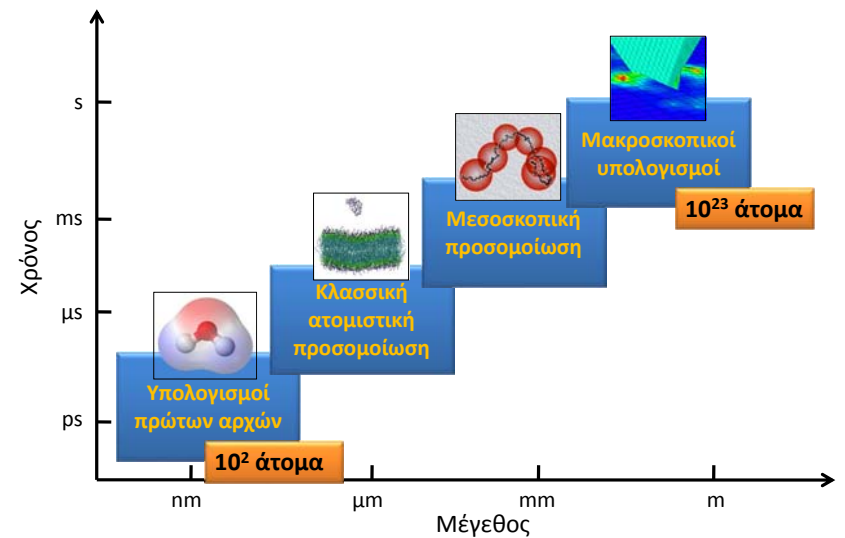 Χρόνος
s
ms
μs
ps
Μακροσκοπικοί
υπολογισμοί
10²³ άτομα
Μεσοσκοπική
προσομοίωση
Κλασσική
ατομιστική
προσομοίωση
Υπολογισμοί
πρώτων αρχών
10² άτομα
nm
μm
mm
m
Μέγεθος